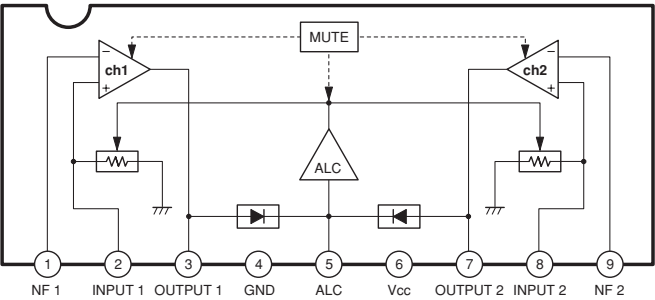 MUTE
− ch1 +
− ch2 +
ALC
1 2 3 4 5 6 7 8 9
NF 1 INPUT 1 OUTPUT 1 GND ALC Vcc OUTPUT 2 INPUT 2 NF 2